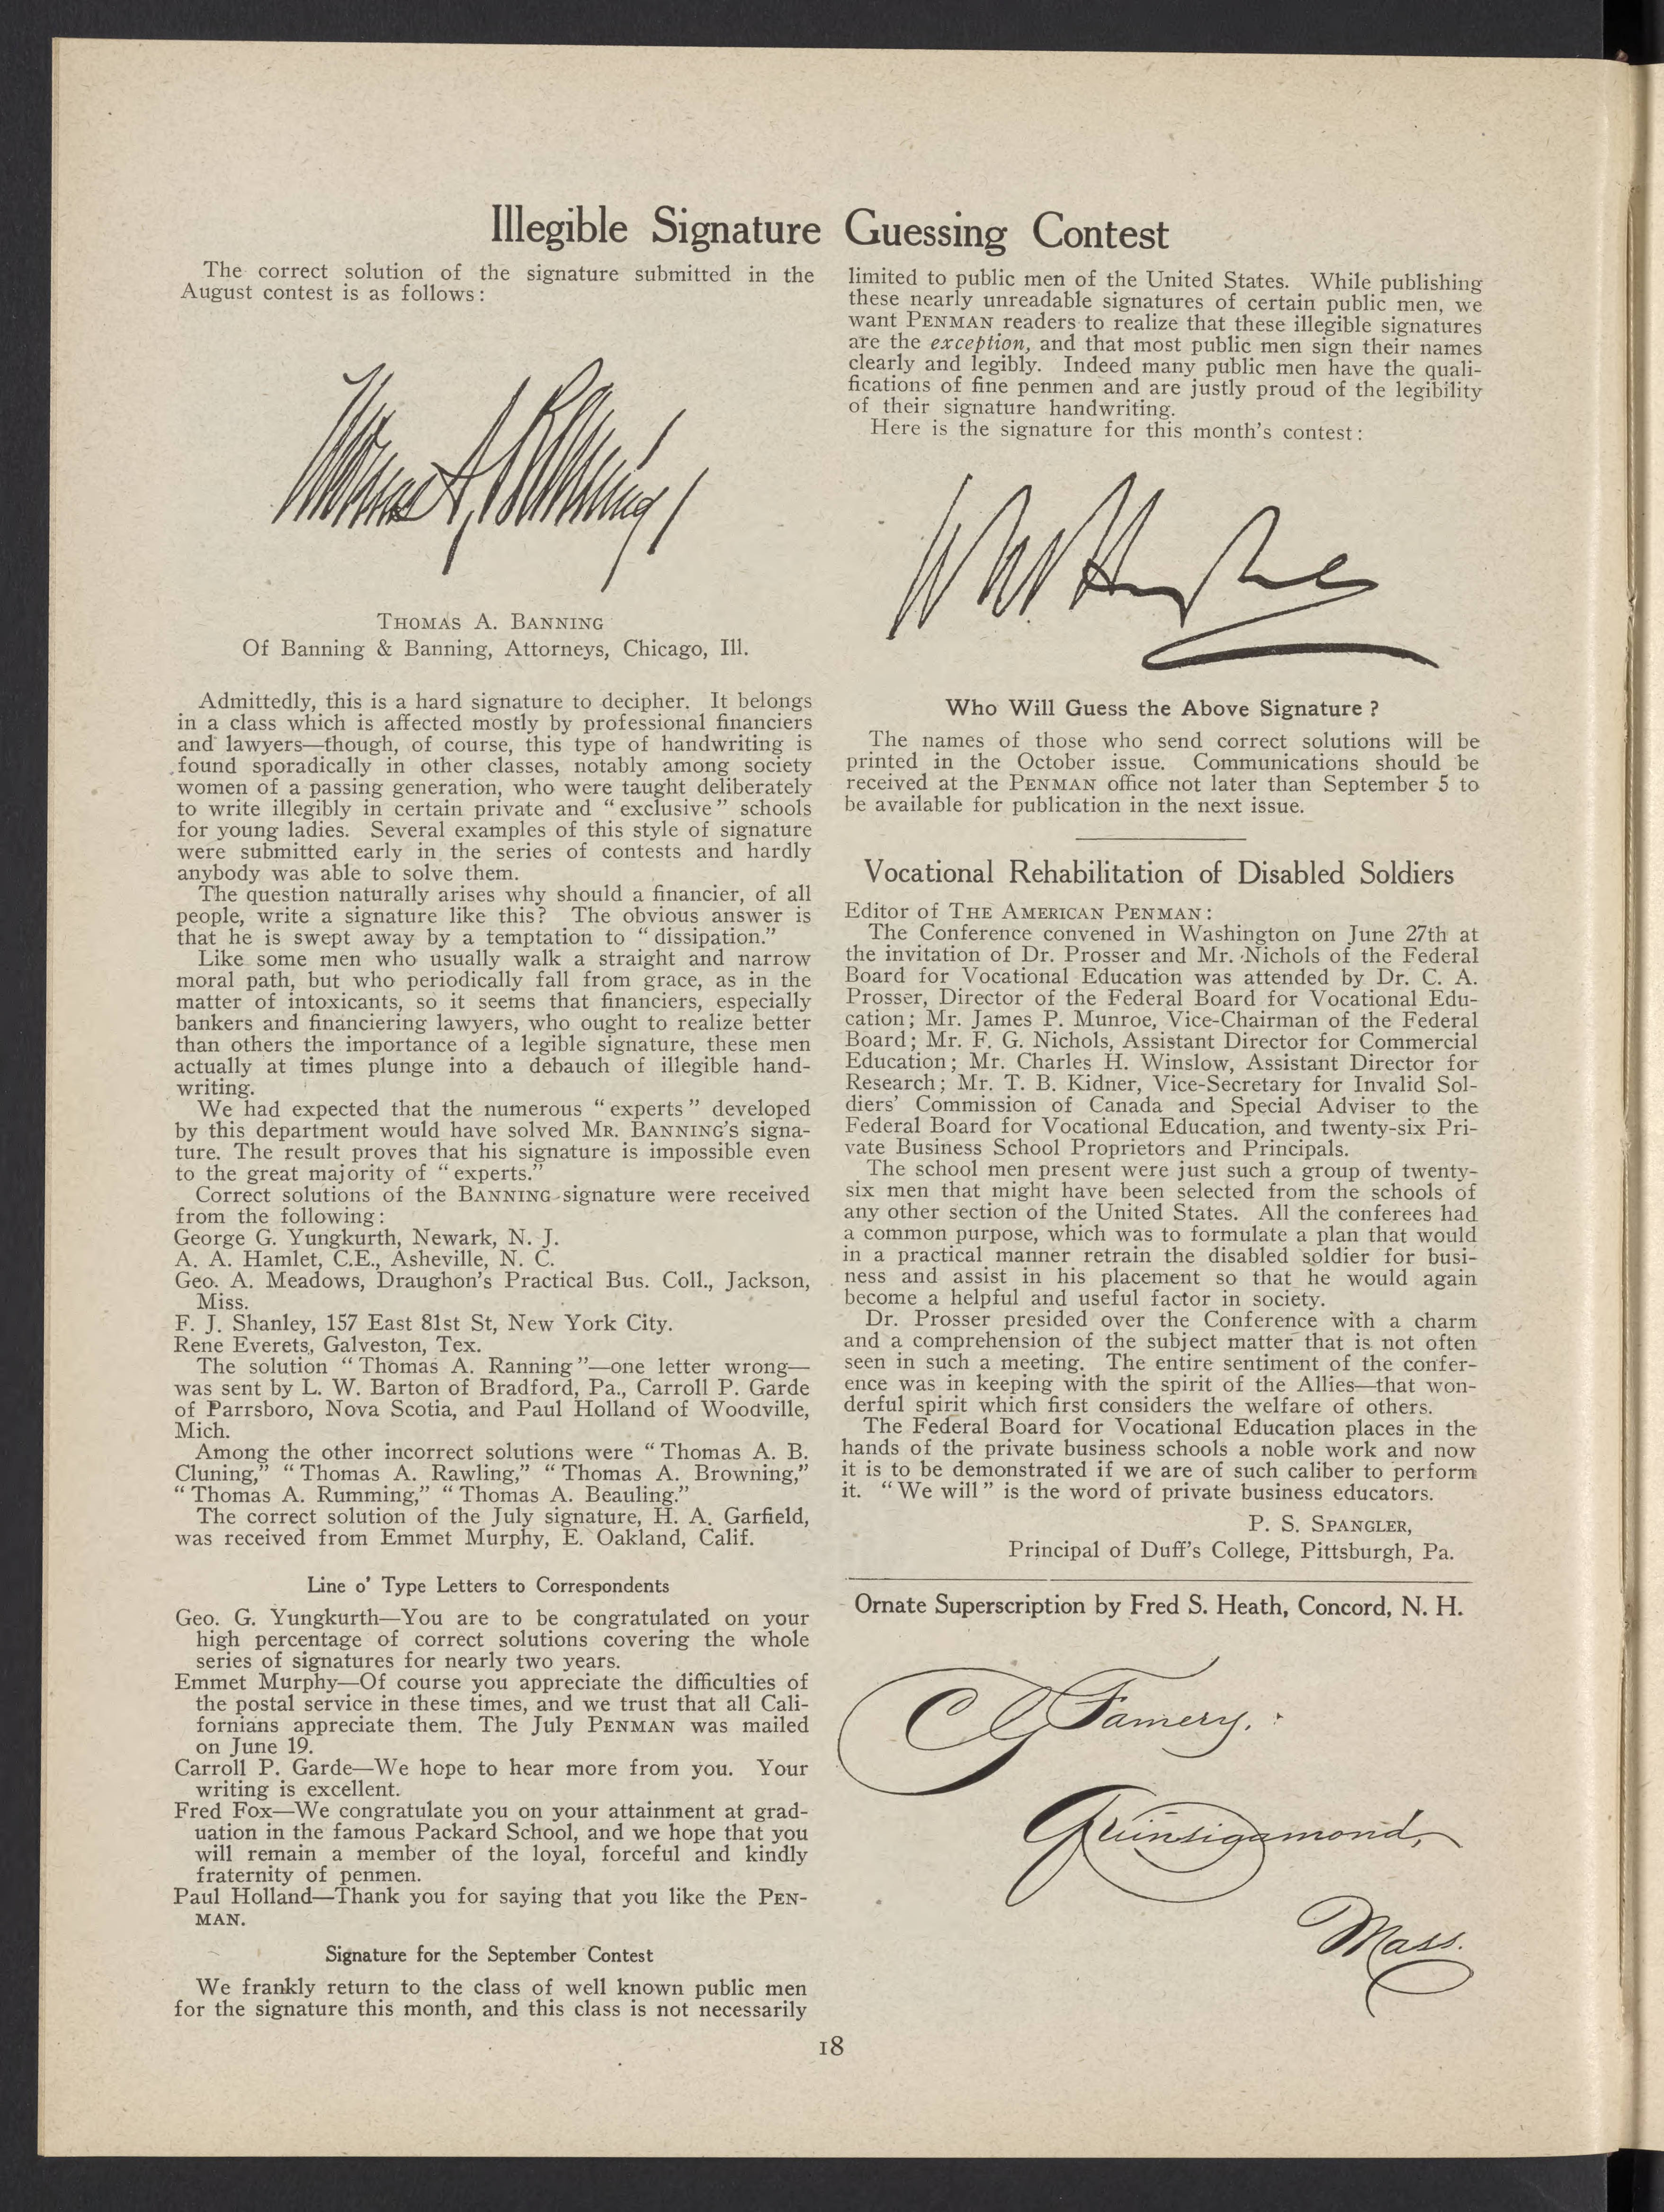 Illegible Signature Guessing Contest
The correct solution of the signature submitted in the
August contest is as follows:
Thomas A. Banning
THOMAS A. BANNING
Of Banning & Banning, Attorneys, Chicago, Ill.
Admittedly, this is a hard signature to decipher. It belongs
in a class which is affected mostly by professional financiers
and lawyers—though, of course, this type of handwriting is
found sporadically in other classes, notably among society
women of a passing generation, who were taught deliberately
to write illegibly in certain private and “exclusive” schools
for young ladies. Several examples of this style of signature
were submitted early in the series of contests and hardly
anybody was able to solve them.
The question naturally arises why should a financier, of all
people, write a signature like this? The obvious answer is
that he is swept away by a temptation to “dissipation.”
Like some men who usually walk a straight and narrow
moral path, but who periodically fall from grace, as in the
matter of intoxicants, so it seems that financiers, especially
bankers and financiering lawyers, who ought to realize better
than others the importance of a legible signature, these men
actually at times plunge into a debauch of illegible hand-
writing.
We had expected that the numerous “experts” developed
by this department would have solved MR. BANNING'S signa-
ture. The result proves that his signature is impossible even
to the great majority of “experts.”
Correct solutions of the BANNING signature were received
from the following:
George G. Yungkurth, Newark, N. J.
A. A. Hamlet, C.E., Asheville, N. C.
Geo. A. Meadows, Draughon's Practical Bus. Coll., Jackson,
Miss.
F. J. Shanley, 157 East 81st St, New York City.
Rene Everets, Galveston, Tex.
The solution “Thomas A. Ranning”—one letter wrong—
was sent by L. W. Barton of Bradford, Pa., Carroll P. Garde
of Parrsboro, Nova Scotia, and Paul Holland of Woodville,
Mich.
Among the other incorrect solutions were “Thomas A. B.
Cluning,” “Thomas A. Rawling,” “Thomas A. Browning,”
“Thomas A. Rumming,” “Thomas A. Beauling.”
The correct solution of the July signature, H. A. Garfield,
was received from Emmet Murphy, E. Oakland, Calif.
Line o' Type Letters to Correspondents
Geo. G. Yungkurth—You are to be congratulated on your
high percentage of correct solutions covering the whole
series of signatures for nearly two years.
Emmet Murphy—Of course you appreciate the difficulties of
the postal service in these times, and we trust that all Cali-
fornians appreciate them. The July PENMAN was mailed
on June 19.
Carroll P. Garde—We hope to hear more from you. Your
writing is excellent.
Fred Fox—We congratulate you on your attainment at grad-
uation in the famous Packard School, and we hope that you
will remain a member of the loyal, forceful and kindly
fraternity of penmen.
Paul Holland—Thank you for saying that you like the PEN-
MAN.
Signature for the September Contest
We frankly return to the class of well known public men
for the signature this month, and this class is not necessarily
limited to public men of the United States. While publishing
these nearly unreadable signatures of certain public men, we
want PENMAN readers to realize that these illegible signatures
are the exception, and that most public men sign their names
clearly and legibly. Indeed many public men have the quali-
fications of fine penmen and are justly proud of the legibility
of their signature handwriting.
Here is the signature for this month's contest:
Who Will Guess the Above Signature?
The names of those who send correct solutions will be
printed in the October issue. Communications should be
received at the PENMAN office not later than September 5 to
be available for publication in the next issue.
Vocational Rehabilitation of Disabled Soldiers
Editor of THE AMERICAN PENMAN:
The Conference convened in Washington on June 27th at
the invitation of Dr. Prosser and Mr. Nichols of the Federal
Board for Vocational Education was attended by Dr. C. A.
Prosser, Director of the Federal Board for Vocational Edu-
cation; Mr. James P. Munroe, Vice-Chairman of the Federal
Board; Mr. F. G. Nichols, Assistant Director for Commercial
Education; Mr. Charles H. Winslow, Assistant Director for
Research; Mr. T. B. Kidner, Vice-Secretary for Invalid Sol-
diers' Commission of Canada and Special Adviser to the
Federal Board for Vocational Education, and twenty-six Pri-
vate Business School Proprietors and Principals.
The school men present were just such a group of twenty-
six men that might have been selected from the schools of
any other section of the United States. All the conferees had
a common purpose, which was to formulate a plan that would
in a practical manner retrain the disabled soldier for busi-
ness and assist in his placement so that he would again
become a helpful and useful factor in society.
Dr. Prosser presided over the Conference with a charm
and a comprehension of the subject matter that is not often
seen in such a meeting. The entire sentiment of the confer-
ence was in keeping with the spirit of the Allies—that won-
derful spirit which first considers the welfare of others.
The Federal Board for Vocational Education places in the
hands of the private business schools a noble work and now
it is to be demonstrated if we are of such caliber to perform
it. “We will” is the word of private business educators.
P. S. SPANGLER,
Principal of Duff's College, Pittsburgh, Pa.
Ornate Superscription by Fred S. Heath, Concord, N. H.
Famery.
Quinsigamond,
Mass.
18